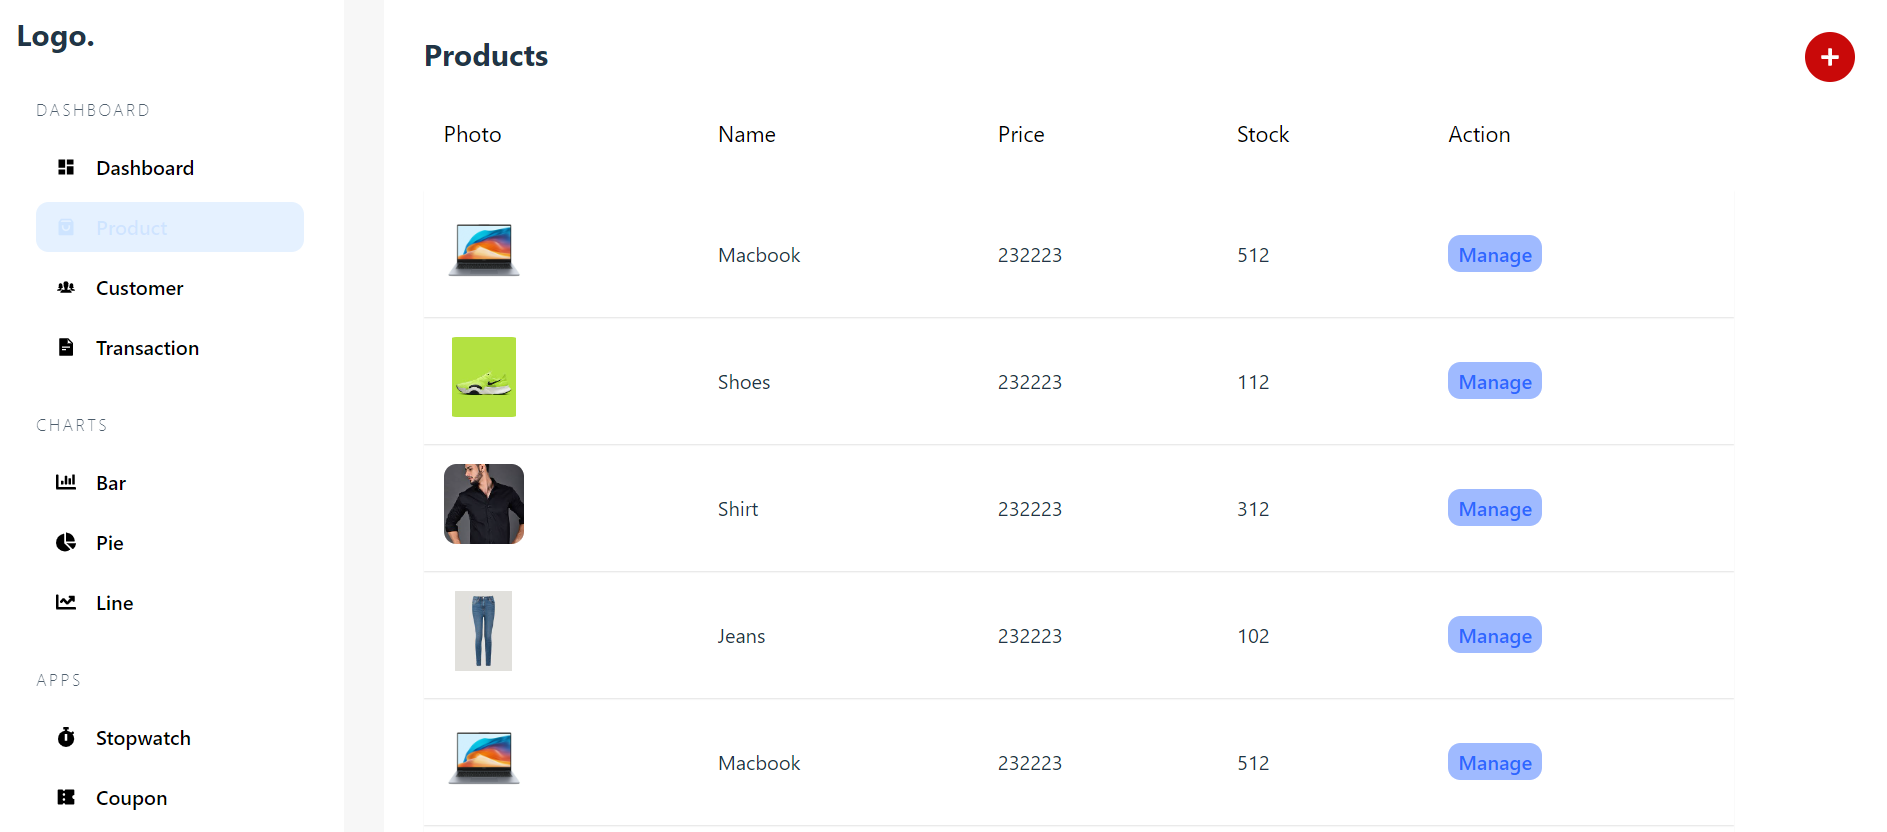 Logo.
DASHBOARD
Dashboard
Product
Customer
Transaction
CHARTS
Bar
Pie
Line
APPS
Stopwatch
Coupon
Products
Photo Name Price Stock Action
Macbook 232223 512 Manage
Shoes 232223 112 Manage
Shirt 232223 312 Manage
Jeans 232223 102 Manage
Macbook 232223 512 Manage